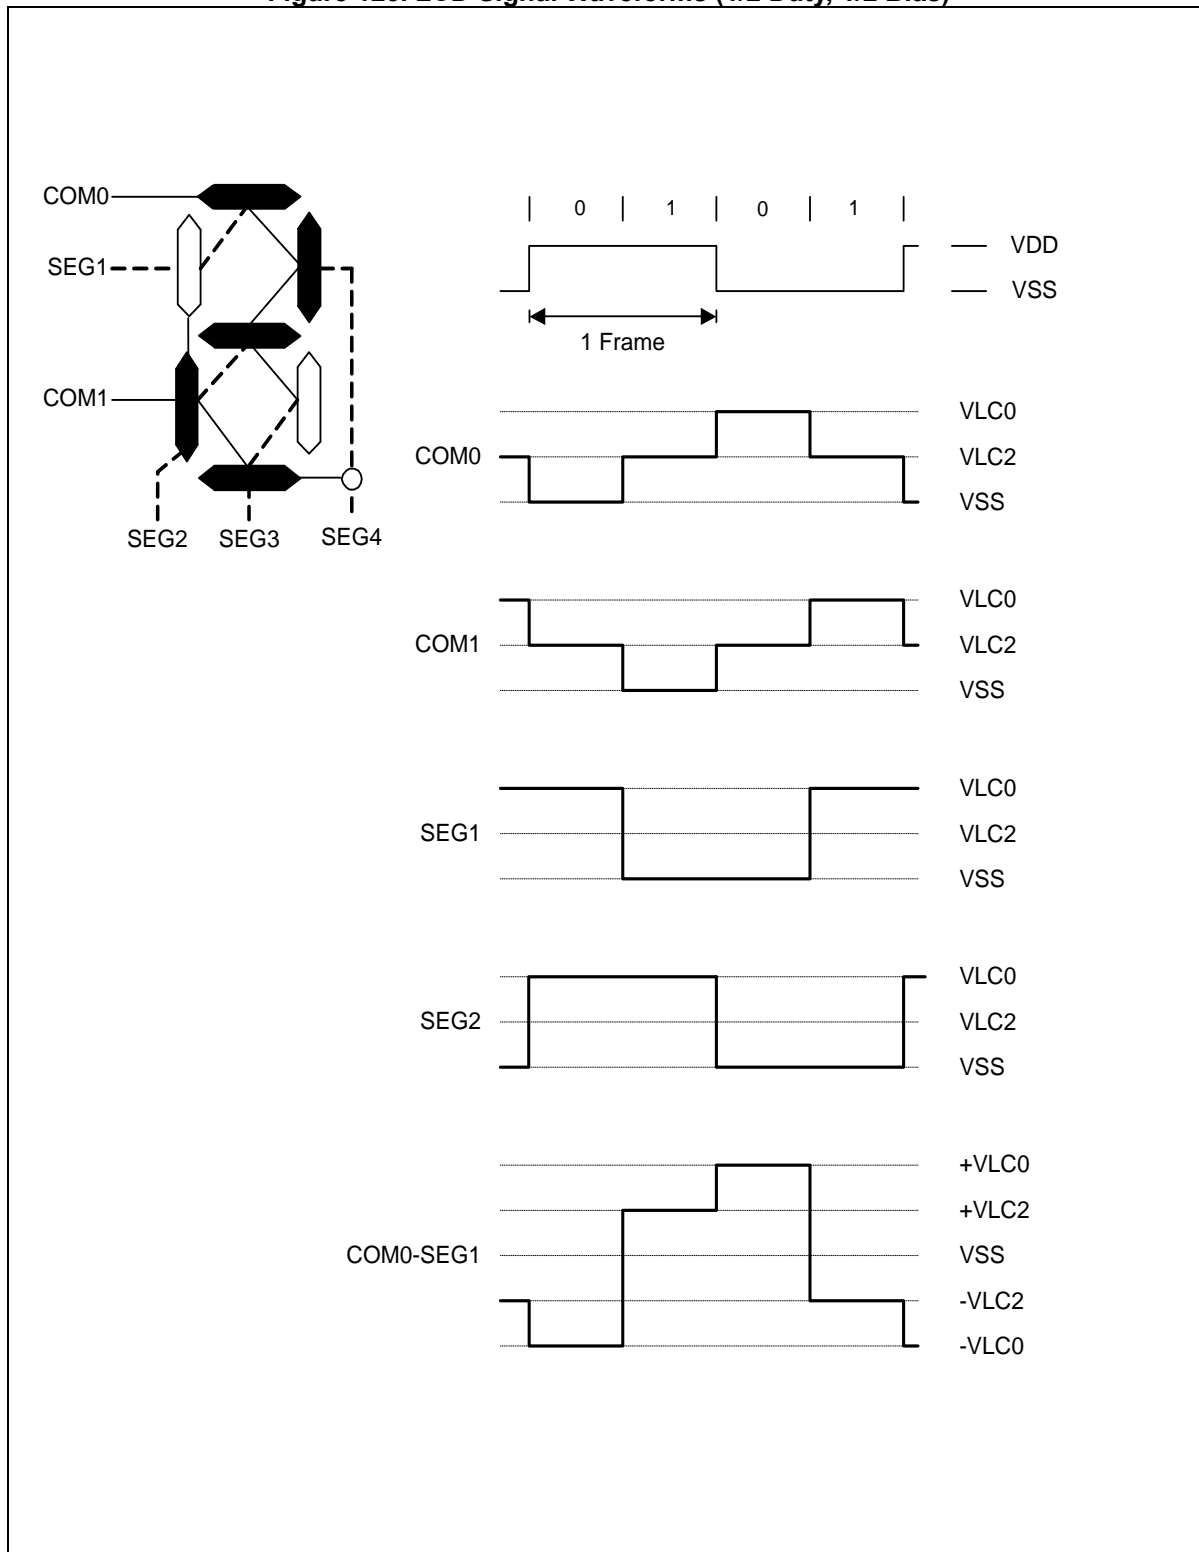 COM0
SEG1
COM1
SEG2 SEG3 SEG4
0 1 0 1
VDD
VSS
1 Frame
COM0
VLC0
VLC2
VSS
COM1
VLC0
VLC2
VSS
SEG1
VLC0
VLC2
VSS
SEG2
VLC0
VLC2
VSS
COM0-SEG1
+VLC0
+VLC2
VSS
-VLC2
-VLC0